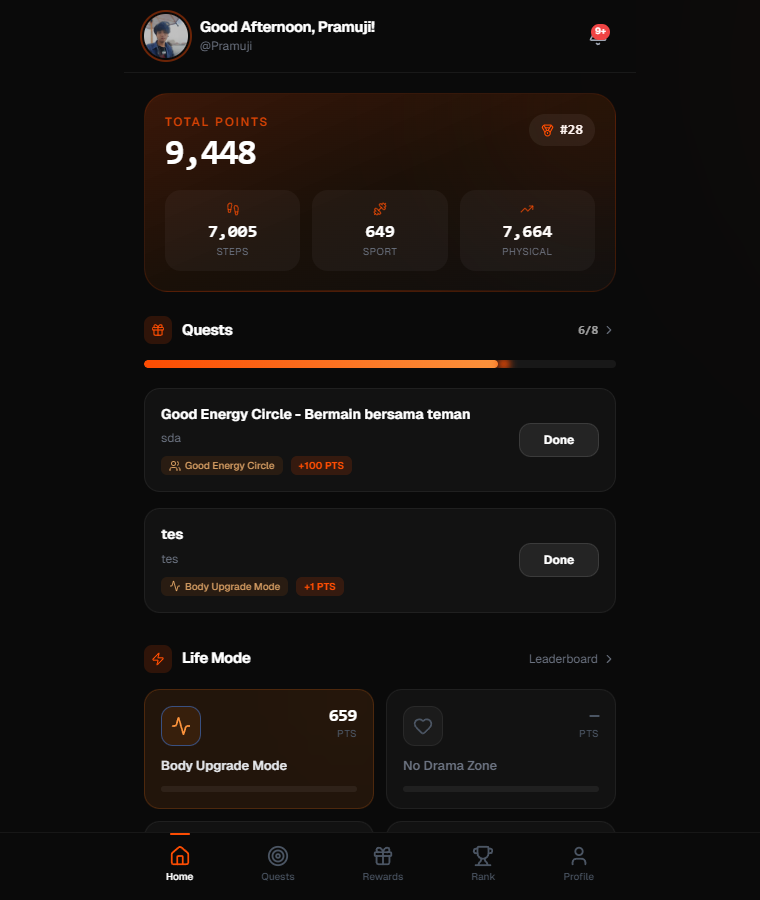 Good Afternoon, Pramuji!
@Pramuji
9+
TOTAL POINTS
#28
9,448
7,005
STEPS
649
SPORT
7,664
PHYSICAL
Quests
6/8
Good Energy Circle - Bermain bersama teman
sda
Good Energy Circle
+100 PTS
Done
tes
tes
Body Upgrade Mode
+1 PTS
Done
Life Mode
Leaderboard
659
PTS
Body Upgrade Mode
—
PTS
No Drama Zone
Home
Quests
Rewards
Rank
Profile